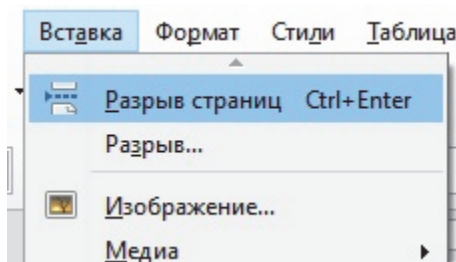 Вставка Формат Стили Таблица
Разрыв страниц Ctrl+Enter
Разрыв...
Изображение...
Медиа